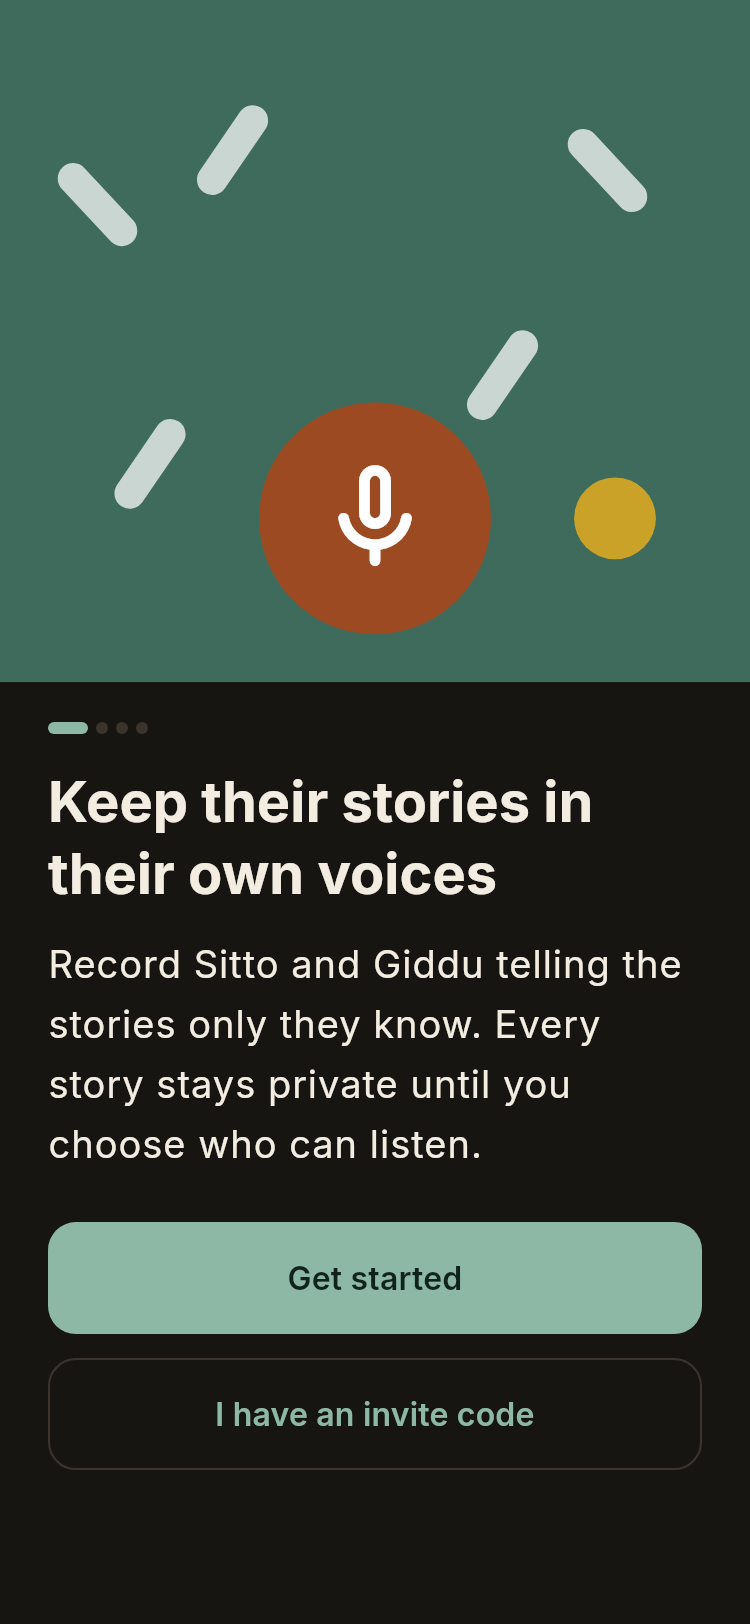 Keep their stories in
their own voices
Record Sitto and Giddu telling the
stories only they know. Every
story stays private until you
choose who can listen.
Get started
I have an invite code